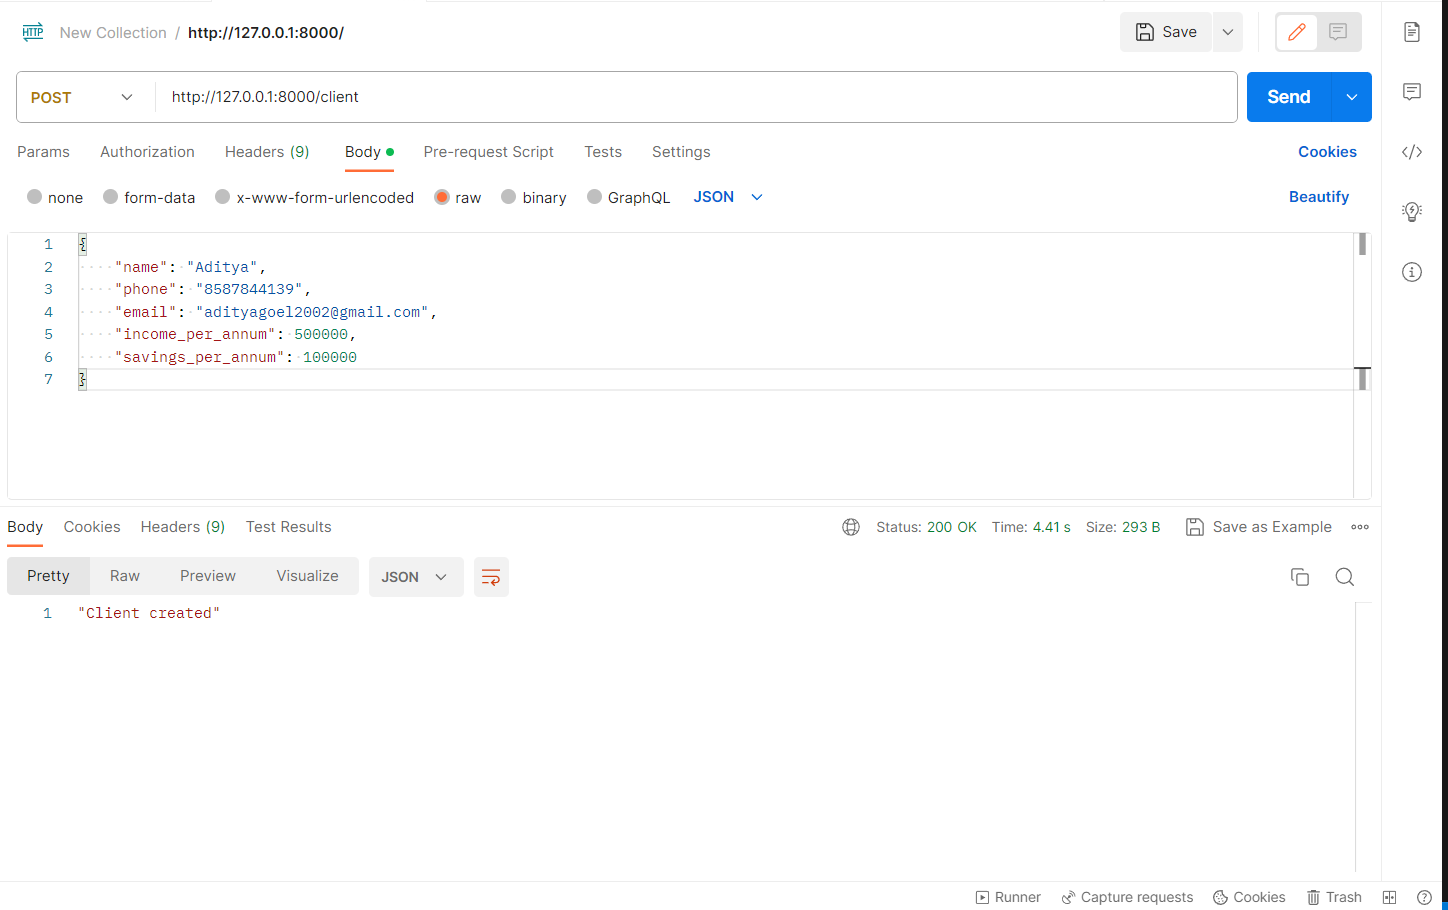 HTTP New Collection / http://127.0.0.1:8000/ Save
POST http://127.0.0.1:8000/client Send
Params Authorization Headers (9) Body Pre-request Script Tests Settings Cookies
none form-data x-www-form-urlencoded raw binary GraphQL JSON Beautify
1 {
2 "name": "Aditya",
3 "phone": "8587844139",
4 "email": "adityagoel2002@gmail.com",
5 "income_per_annum": 500000,
6 "savings_per_annum": 100000
7 }
Body Cookies Headers (9) Test Results Status: 200 OK Time: 4.41 s Size: 293 B Save as Example
Pretty Raw Preview Visualize JSON
1 "Client created"
Runner Capture requests Cookies Trash